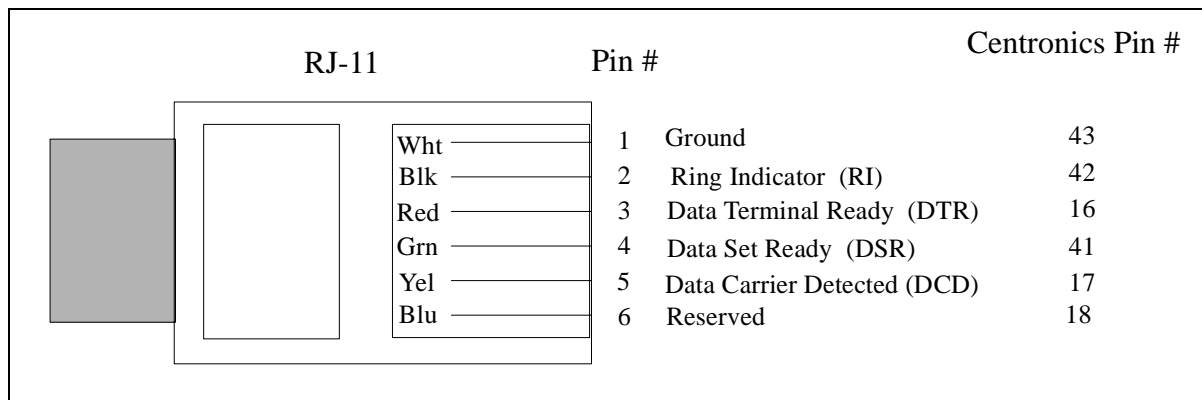 RJ-11 Pin # Centronics Pin #
Wht 1 Ground 43
Blk 2 Ring Indicator (RI) 42
Red 3 Data Terminal Ready (DTR) 16
Grn 4 Data Set Ready (DSR) 41
Yel 5 Data Carrier Detected (DCD) 17
Blu 6 Reserved 18